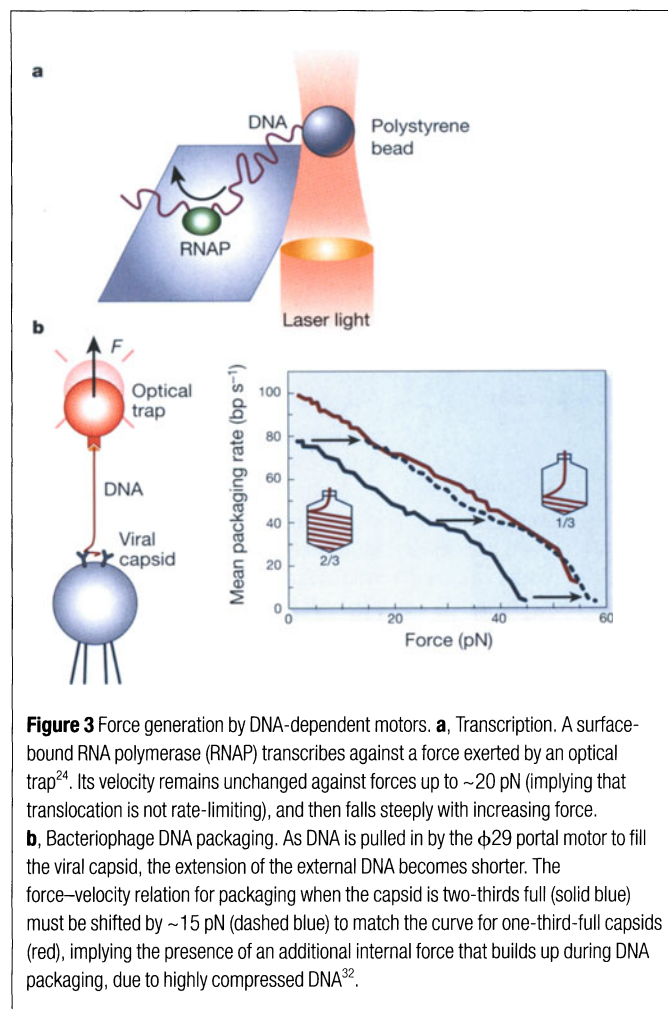 a
DNA
Polystyrene
bead
RNAP
Laser light
b
F
Optical
trap
DNA
Viral
capsid
Mean packaging rate (bp s⁻¹)
100
80
60
40
20
0
2/3
1/3
0
20
40
60
Force (pN)
Figure 3 Force generation by DNA-dependent motors. a, Transcription. A surface-
bound RNA polymerase (RNAP) transcribes against a force exerted by an optical
trap²⁴. Its velocity remains unchanged against forces up to ~20 pN (implying that
translocation is not rate-limiting), and then falls steeply with increasing force.
b, Bacteriophage DNA packaging. As DNA is pulled in by the ϕ29 portal motor to fill
the viral capsid, the extension of the external DNA becomes shorter. The
force–velocity relation for packaging when the capsid is two-thirds full (solid blue)
must be shifted by ~15 pN (dashed blue) to match the curve for one-third-full capsids
(red), implying the presence of an additional internal force that builds up during DNA
packaging, due to highly compressed DNA³².